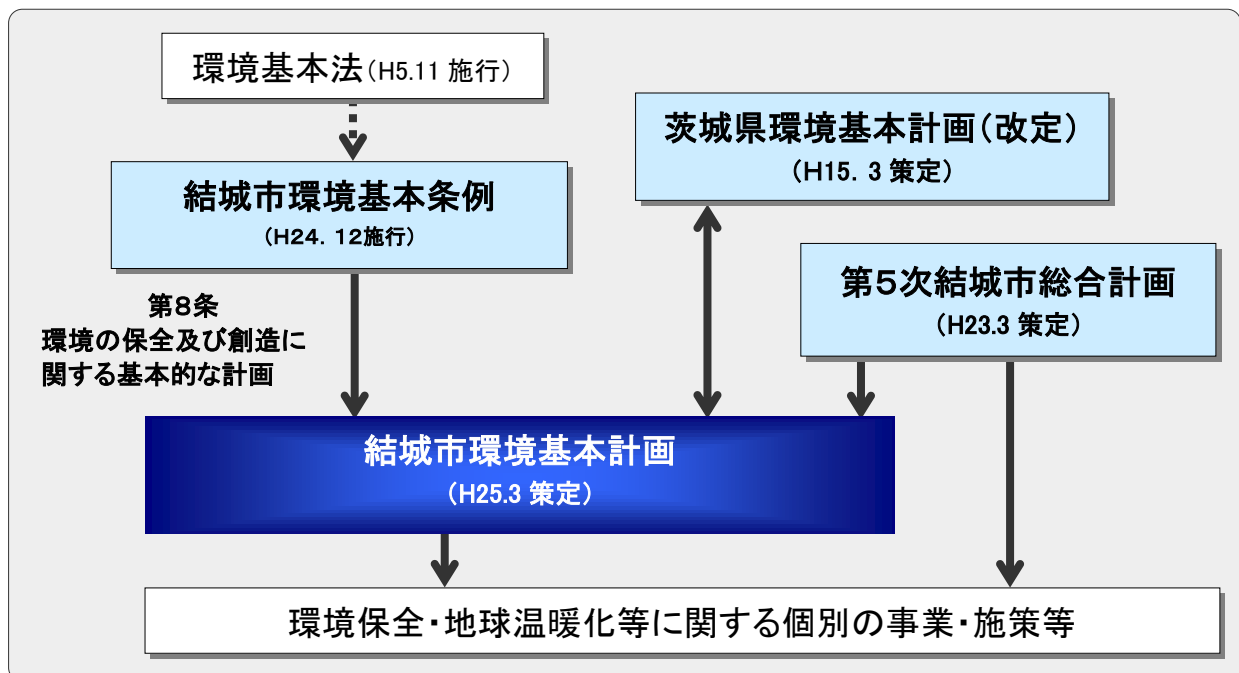 環境基本法（H5.11 施行）
茨城県環境基本計画（改定）
（H15．3 策定）
結城市環境基本条例
（H24．12施行）
第５次結城市総合計画
（H23.3 策定）
第８条
環境の保全及び創造に
関する基本的な計画
結城市環境基本計画
（H25.3 策定）
環境保全・地球温暖化等に関する個別の事業・施策等